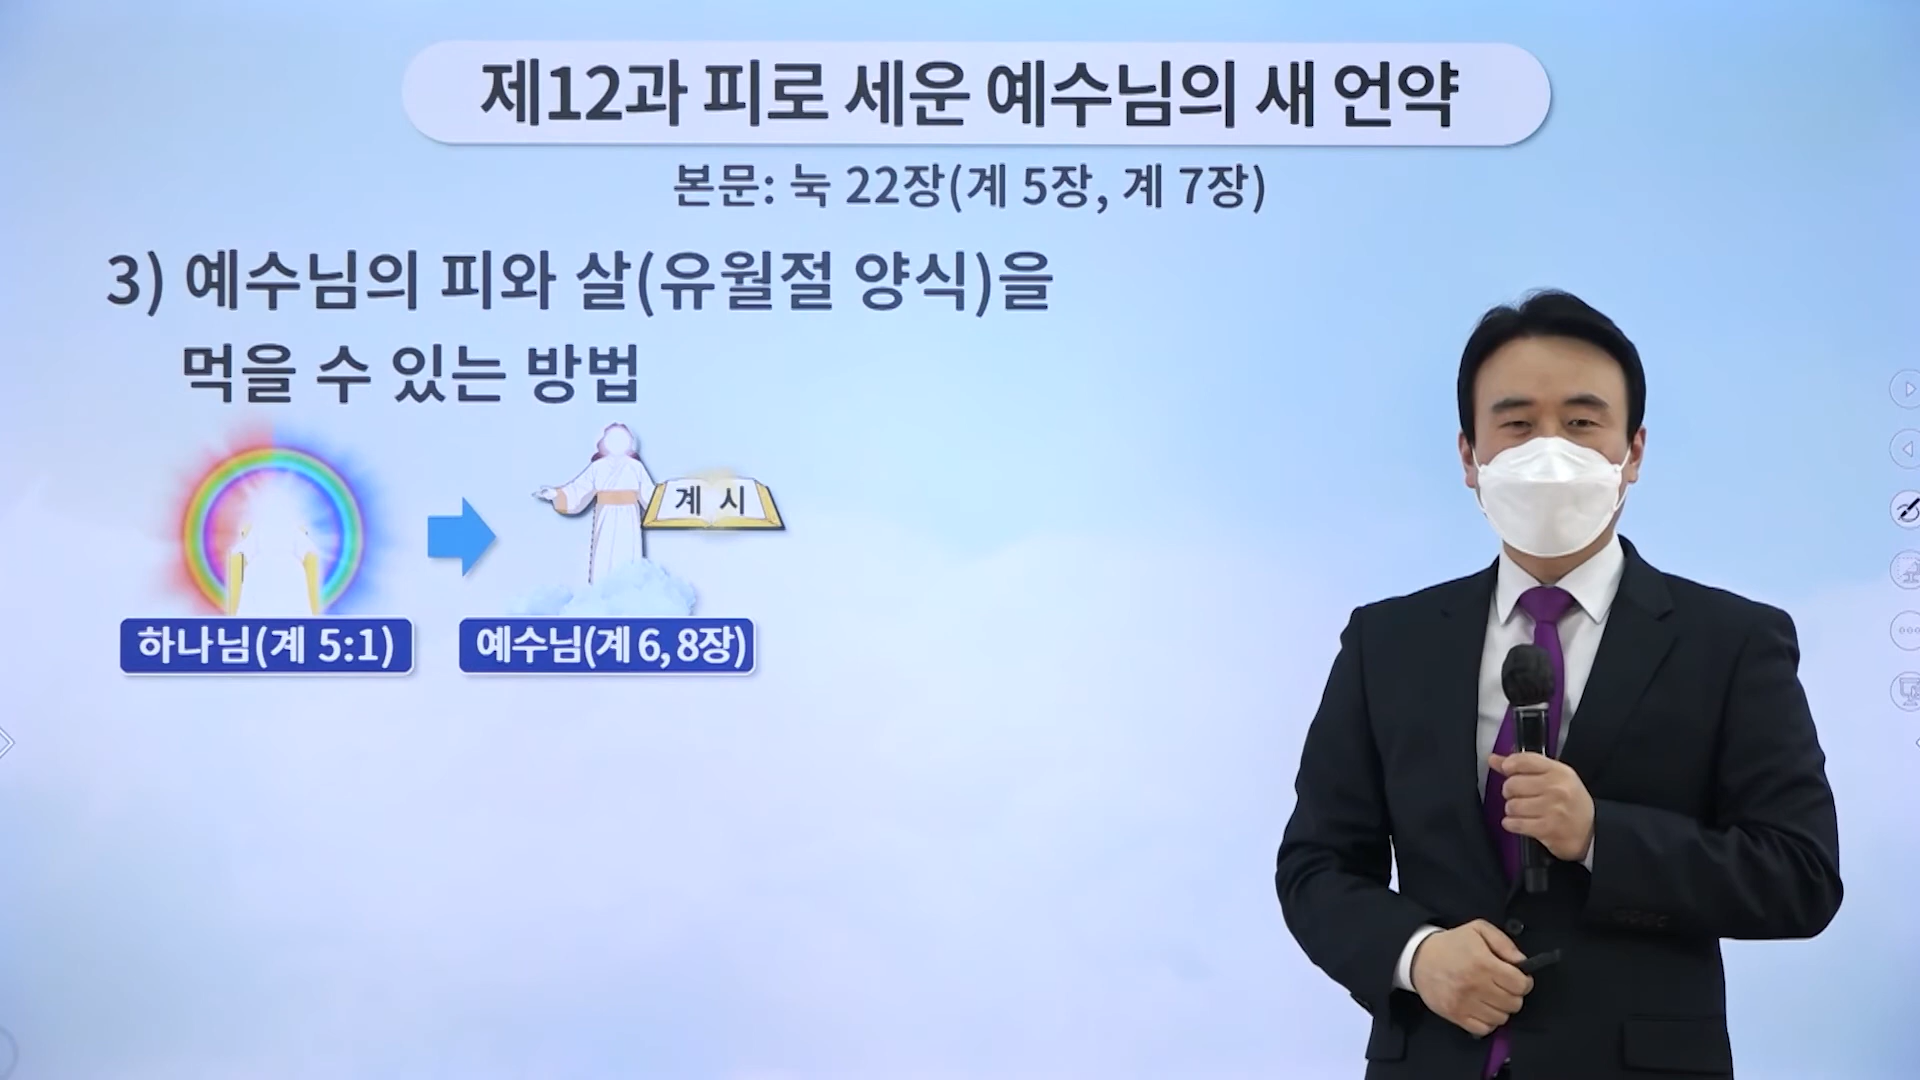 제12과 피로 세운 예수님의 새 언약
본문: 눅 22장(계 5장, 계 7장)
3) 예수님의 피와 살(유월절 양식)을
먹을 수 있는 방법
계 시
하나님(계 5:1)
예수님(계 6, 8장)